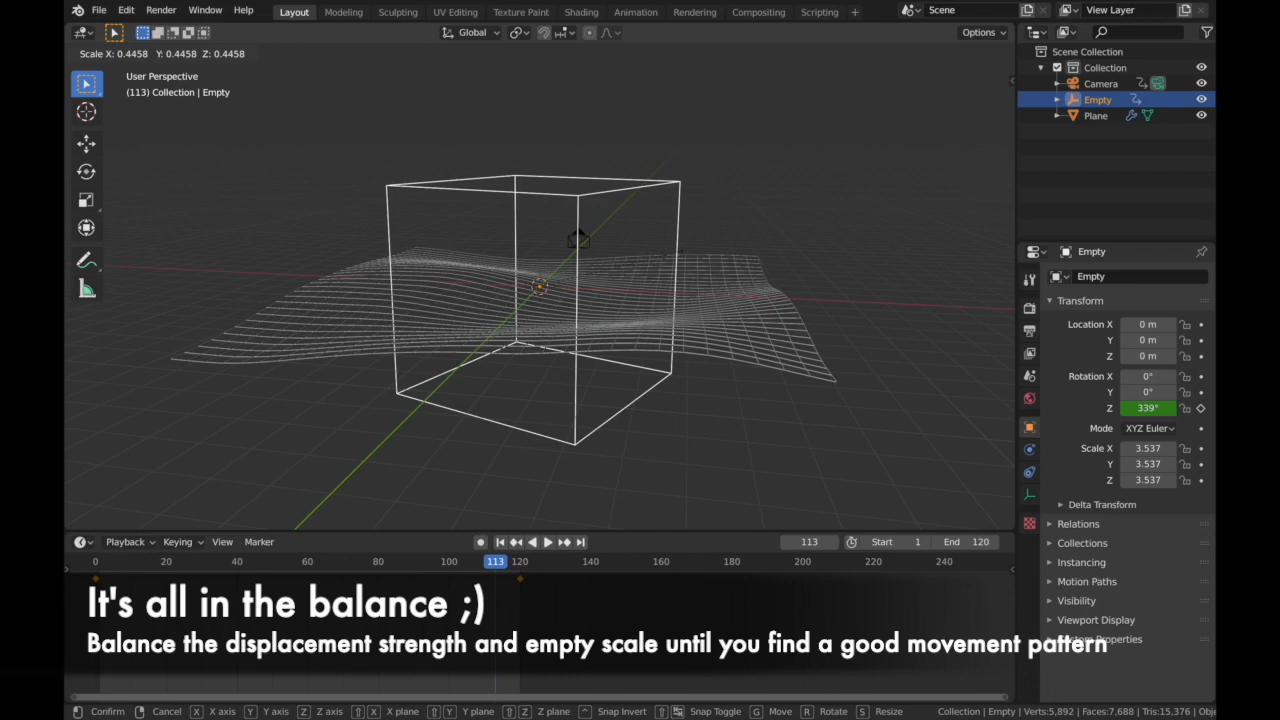 File Edit Render Window Help
Layout Modeling Sculpting UV Editing Texture Paint Shading Animation Rendering Compositing Scripting +
Scene
View Layer
Global
Options
Scale X: 0.4458 Y: 0.4458 Z: 0.4458
User Perspective
(113) Collection | Empty
Scene Collection
Collection
Camera
Empty
Plane
Empty
Empty
Transform
Location X 0 m
Y 0 m
Z 0 m
Rotation X 0°
Y 0°
Z 339°
Mode XYZ Euler
Scale X 3.537
Y 3.537
Z 3.537
Delta Transform
Relations
Collections
Instancing
Motion Paths
Visibility
Viewport Display
Custom Properties
Playback Keying View Marker
113 Start 1 End 120
0 20 40 60 80 100 113 120 140 160 180 200 220 240
It's all in the balance ;)
Balance the displacement strength and empty scale until you find a good movement pattern
Confirm Cancel X X axis Y Y axis Z Z axis X X plane Y Y plane Z Z plane Snap Invert Snap Toggle G Move R Rotate S Resize
Collection | Empty | Verts:5,892 | Faces:7,688 | Tris:15,376 | Obje